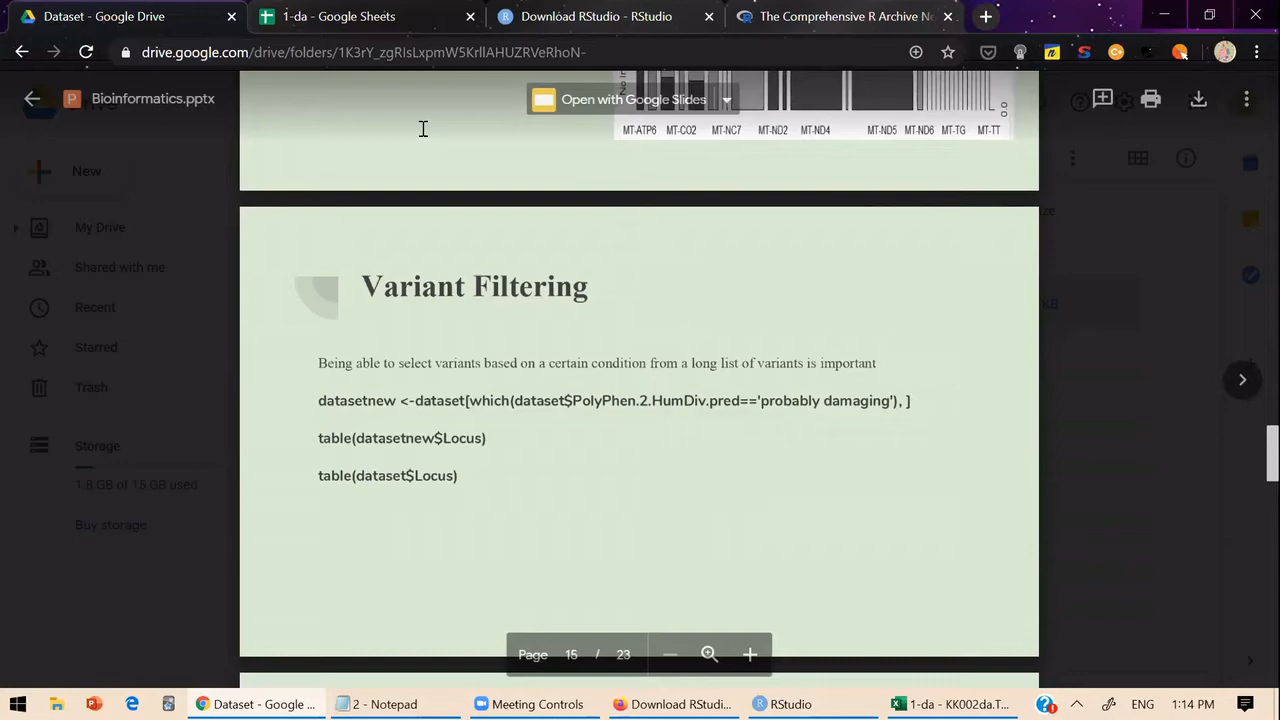 Dataset - Google Drive
1-da - Google Sheets
Download RStudio - RStudio
The Comprehensive R Archive Ne
drive.google.com/drive/folders/1K3rY_zgRIsLxpmW5KrllAHUZRVeRhoN-
Bioinformatics.pptx
Open with Google Slides
0.0
MT-ATP6 MT-CO2 MT-NC7 MT-ND2 MT-ND4 MT-ND5 MT-ND6 MT-TG MT-TT
New
My Drive
Shared with me
Recent
Starred
Trash
Storage
1.8 GB of 15 GB used
Buy storage
KB
Variant Filtering
Being able to select variants based on a certain condition from a long list of variants is important
datasetnew <-dataset[which(dataset$PolyPhen.2.HumDiv.pred=='probably damaging'), ]
table(datasetnew$Locus)
table(dataset$Locus)
Page 15 / 23
Dataset - Google ...
2 - Notepad
Meeting Controls
Download RStudi...
RStudio
1-da - KK002da.T...
ENG
1:14 PM